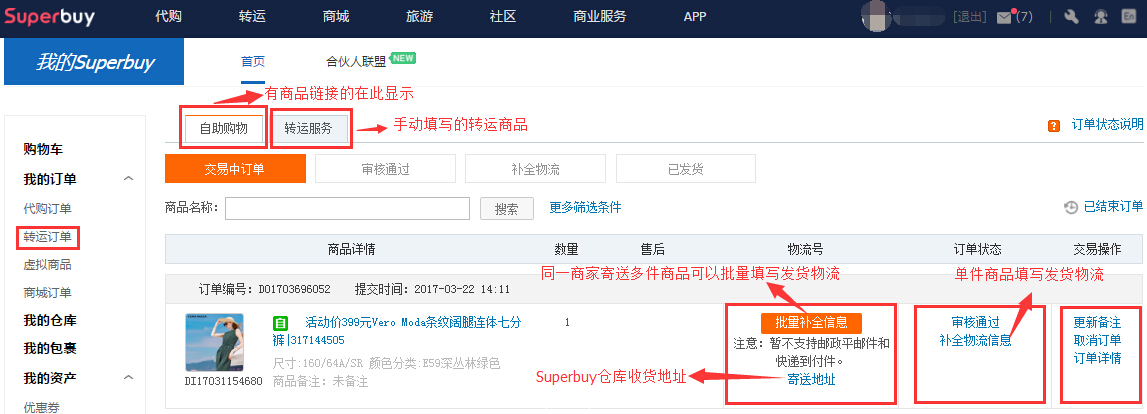 Superbuy 代购 转运 商城 旅游 社区 商业服务 APP [退出] (7) En
我的Superbuy 首页 合伙人联盟 NEW
有商品链接的在此显示
自助购物 转运服务 手动填写的转运商品 ? 订单状态说明
购物车
我的订单
代购订单
转运订单
虚拟商品
商城订单
我的仓库
我的包裹
我的资产
优惠券
交易中订单 审核通过 补全物流 已发货
商品名称: 搜索 更多筛选条件 已结束订单
商品详情 数量 售后 物流号 订单状态 交易操作
同一商家寄送多件商品可以批量填写发货物流 单件商品填写发货物流
订单编号: DO1703696052 提交时间: 2017-03-22 14:11
VERO MODA
自 活动价399元Vero Moda条纹阔腿连体七分
裤|317144505
尺寸:160/64A/SR 颜色分类:E59深丛林绿色
DI17031154680 商品备注: 未备注
1
批量补全信息
注意: 暂不支持邮政平邮件和
快递到付件。
寄送地址
Superbuy仓库收货地址
审核通过
补全物流信息
更新备注
取消订单
订单详情